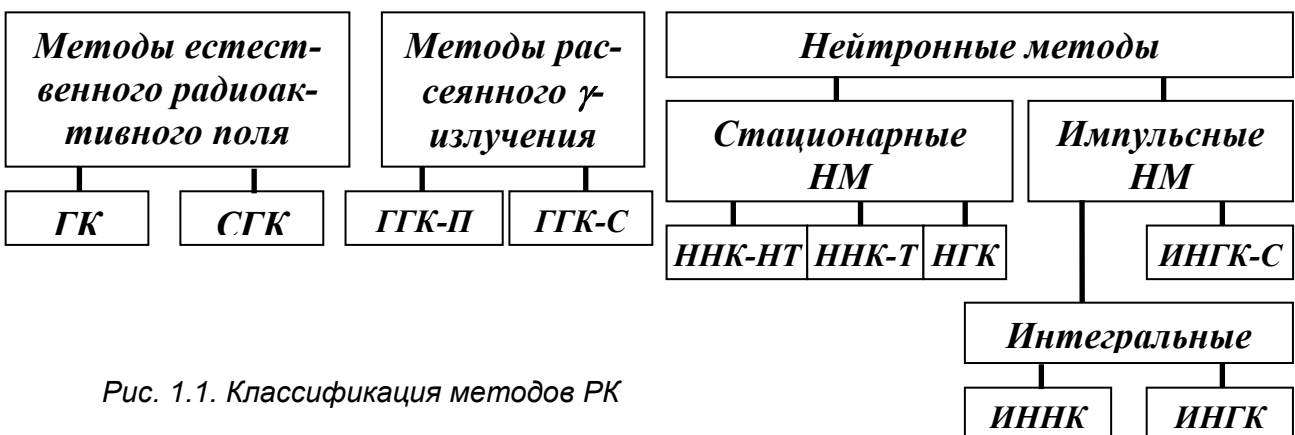 Методы естест-
венного радиоак-
тивного поля
ГК
СГК
Методы рас-
сеянного γ-
излучения
ГГК-П
ГГК-С
Нейтронные методы
Стационарные
НМ
ННК-НТ
ННК-Т
НГК
Импульсные
НМ
ИНГК-С
Интегральные
ИННК
ИНГК
Рис. 1.1. Классификация методов РК